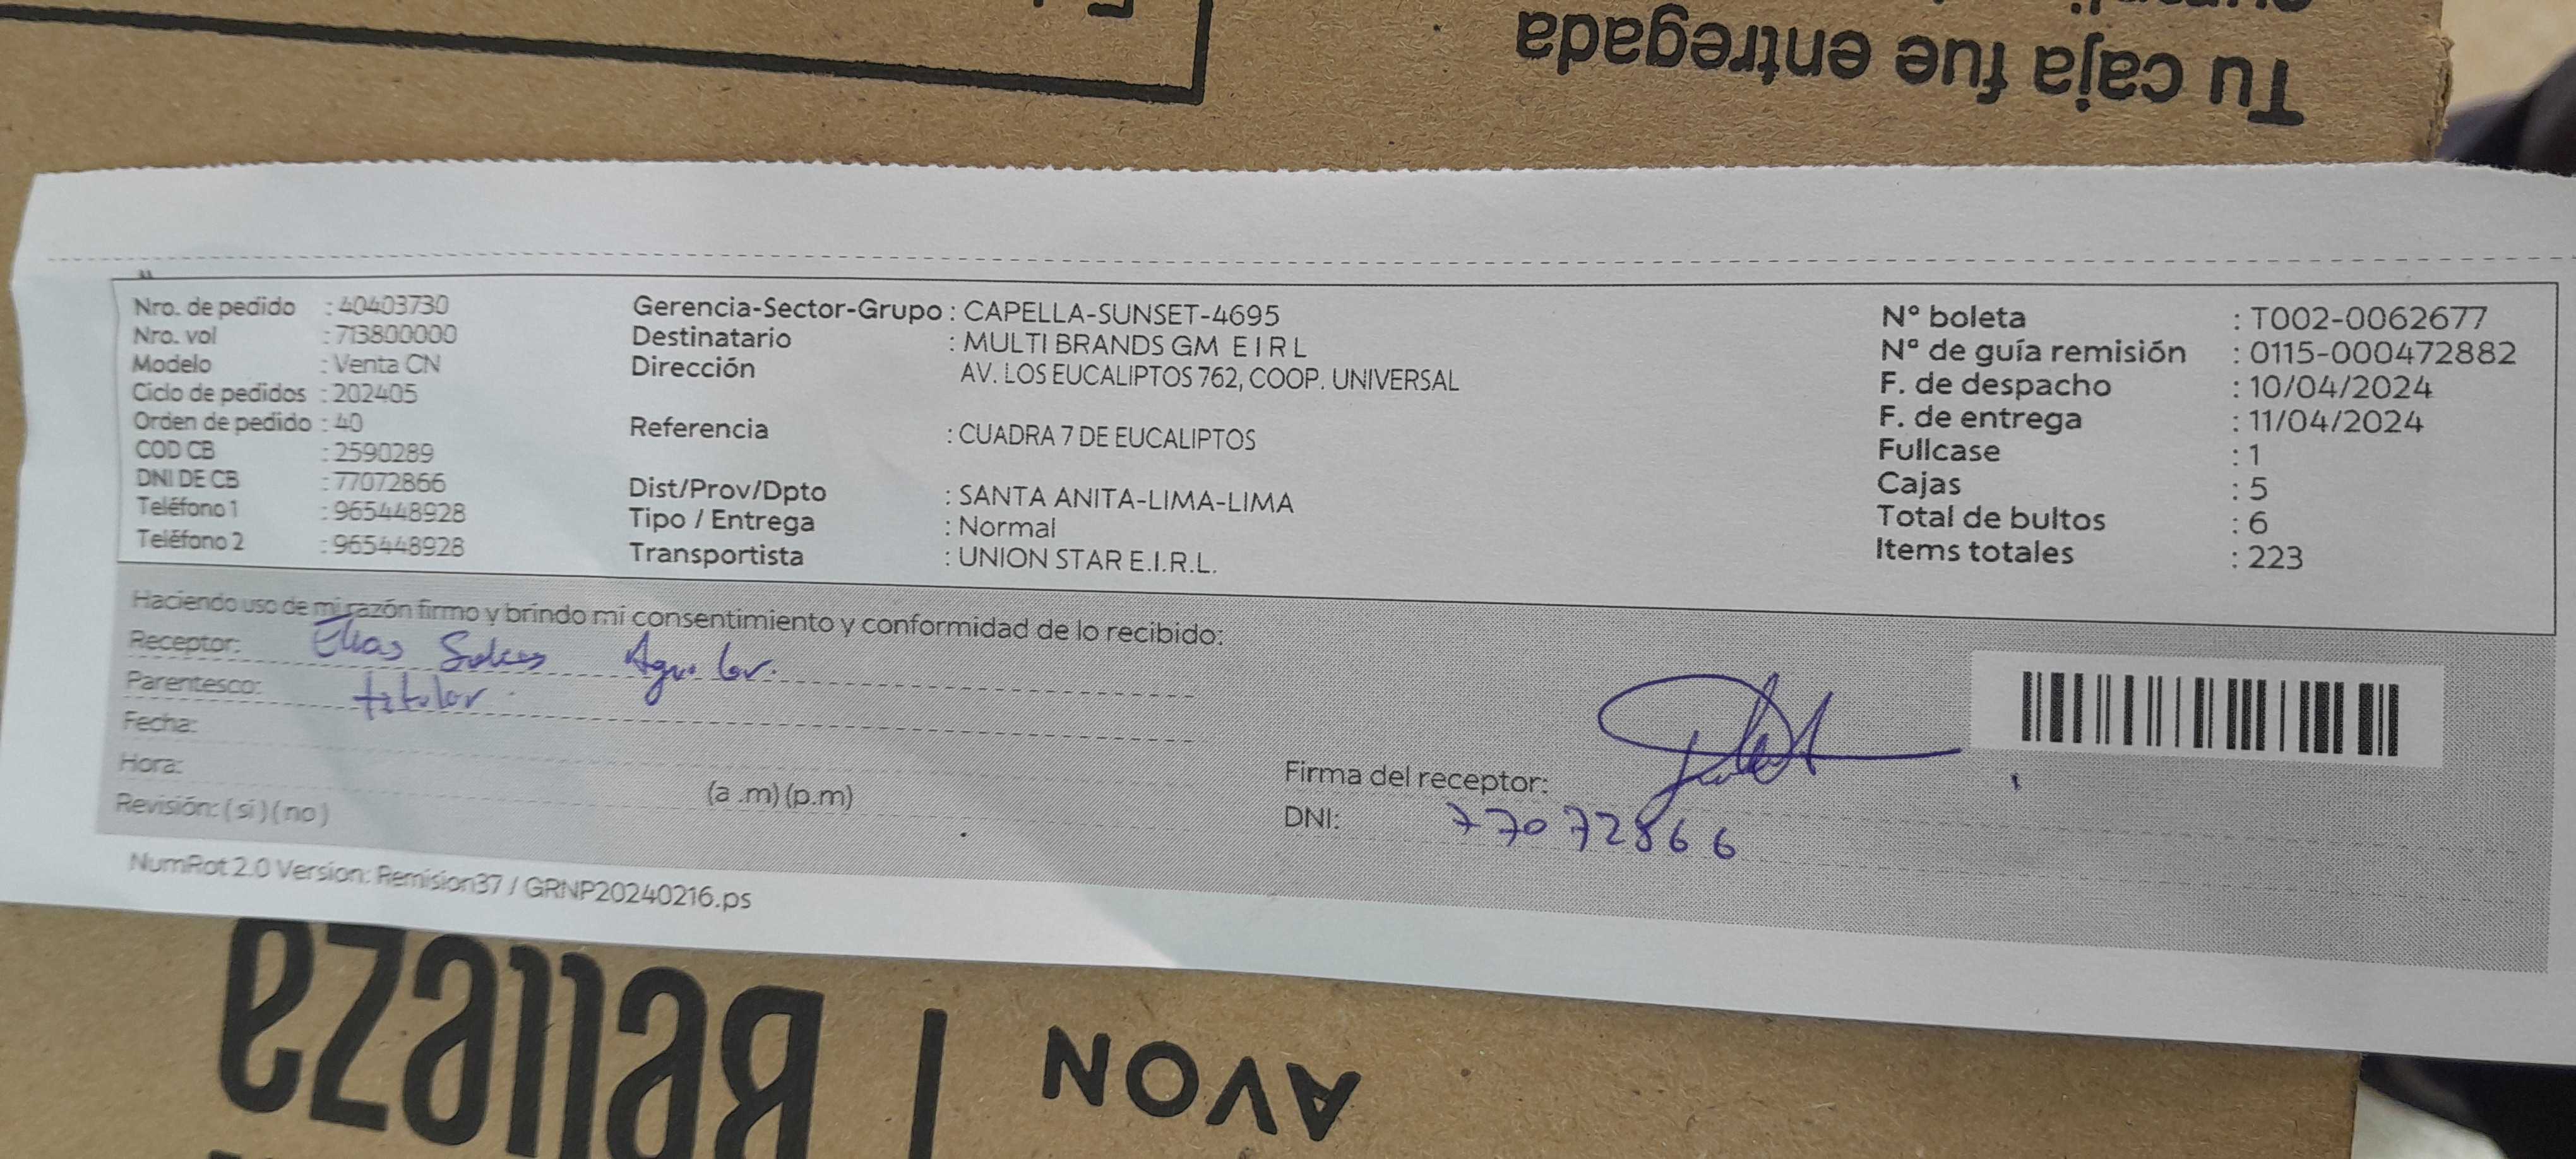 Tu caja fue entregada
Nro. de pedido : 40403730
Nro. vol : 713800000
Modelo : Venta CN
Ciclo de pedidos : 202405
Orden de pedido : 40
COD CB : 2590289
DNI DE CB : 77072866
Teléfono 1 : 965448928
Teléfono 2 : 965448928
Gerencia-Sector-Grupo : CAPELLA-SUNSET-4695
Destinatario : MULTI BRANDS GM E I R L
Dirección AV. LOS EUCALIPTOS 762, COOP. UNIVERSAL
Referencia : CUADRA 7 DE EUCALIPTOS
Dist/Prov/Dpto : SANTA ANITA-LIMA-LIMA
Tipo / Entrega : Normal
Transportista : UNION STAR E.I.R.L.
Nº boleta : T002-0062677
Nº de guía remisión : 0115-000472882
F. de despacho : 10/04/2024
F. de entrega : 11/04/2024
Fullcase : 1
Cajas : 5
Total de bultos : 6
Items totales : 223
Haciendo uso de mi razón firmo y brindo mi consentimiento y conformidad de lo recibido:
Receptor: Elias Aguilar.
Parentesco: titular.
Fecha:
Hora: (a .m) (p.m)
Revisión: ( si ) ( no )
Firma del receptor:
DNI: 77072866
NumRot 2.0 Version: Remision37 / GRNP20240216.ps
Belleza | AVON